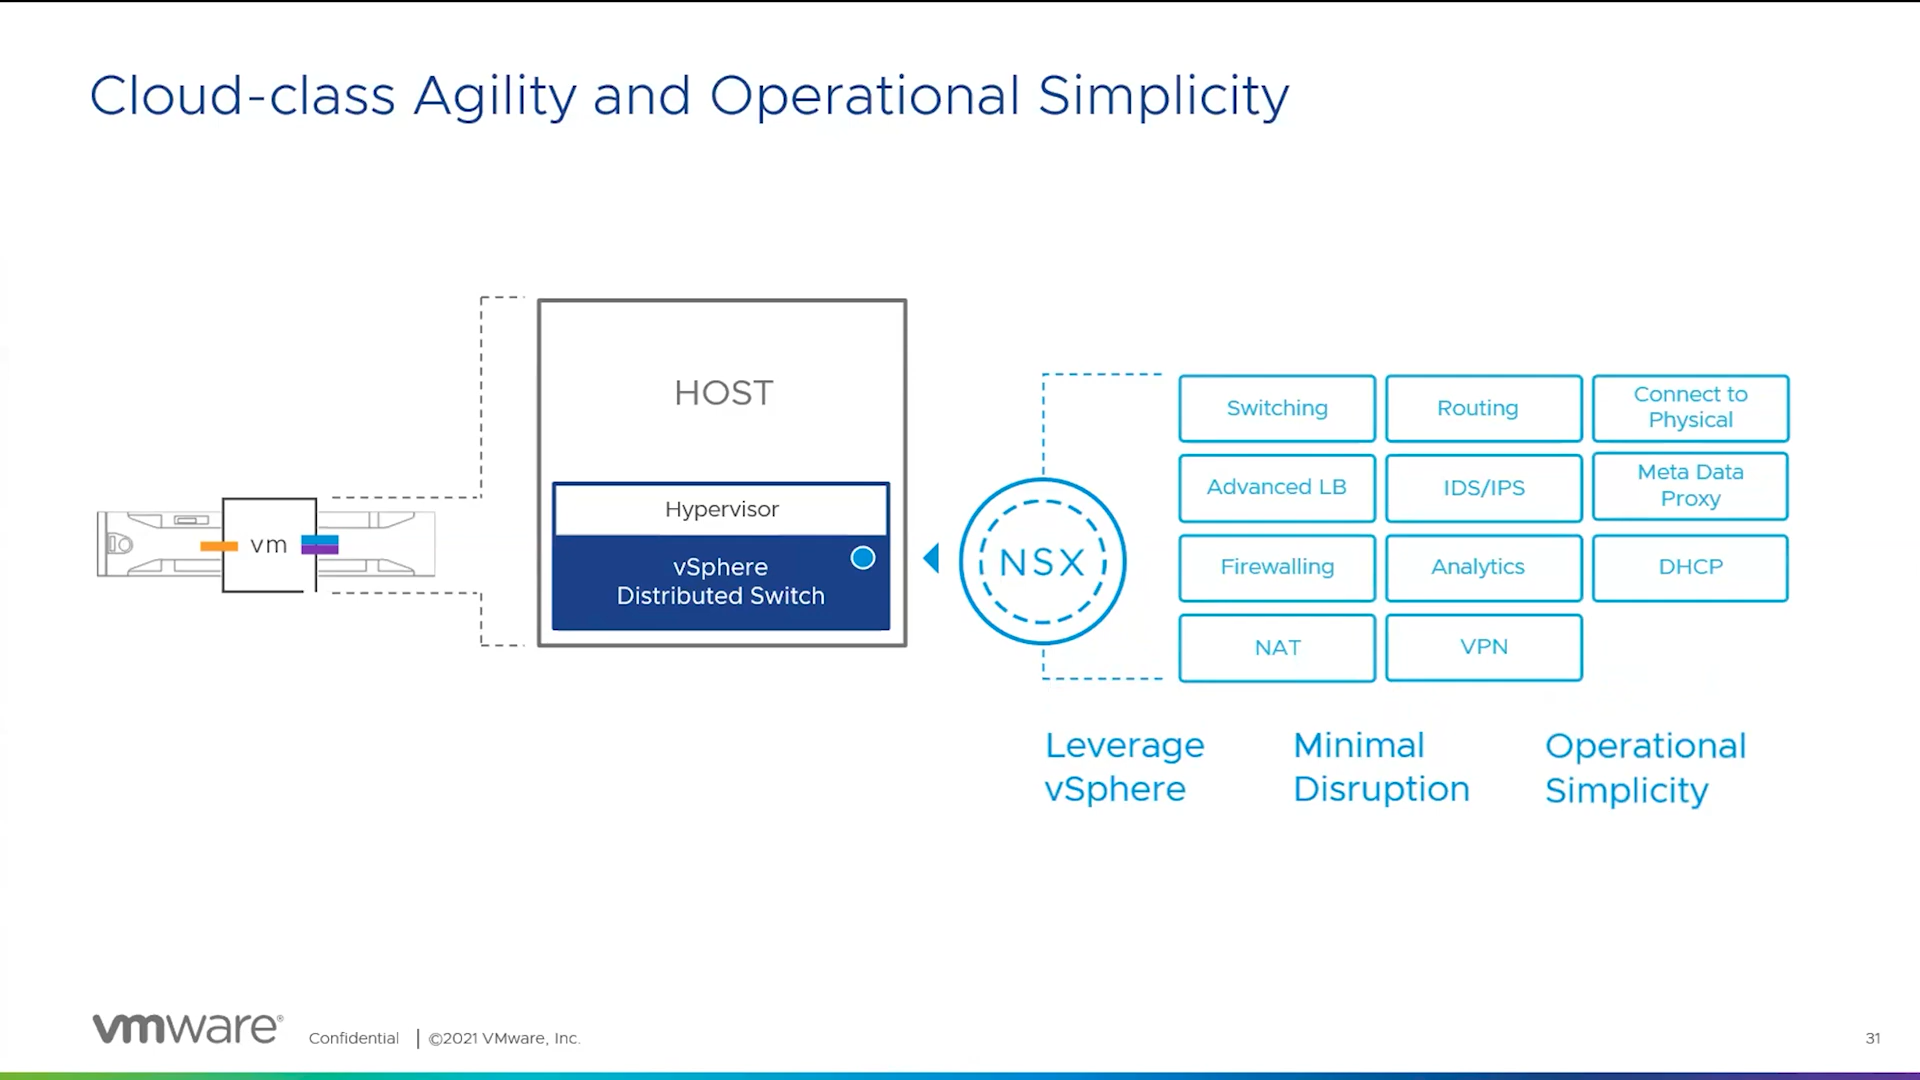 Cloud-class Agility and Operational Simplicity
HOST
Hypervisor
vSphere
Distributed Switch
vm
NSX
Switching
Routing
Connect to
Physical
Advanced LB
IDS/IPS
Meta Data
Proxy
Firewalling
Analytics
DHCP
NAT
VPN
Leverage
vSphere
Minimal
Disruption
Operational
Simplicity
vmware®
Confidential | ©2021 VMware, Inc.
31